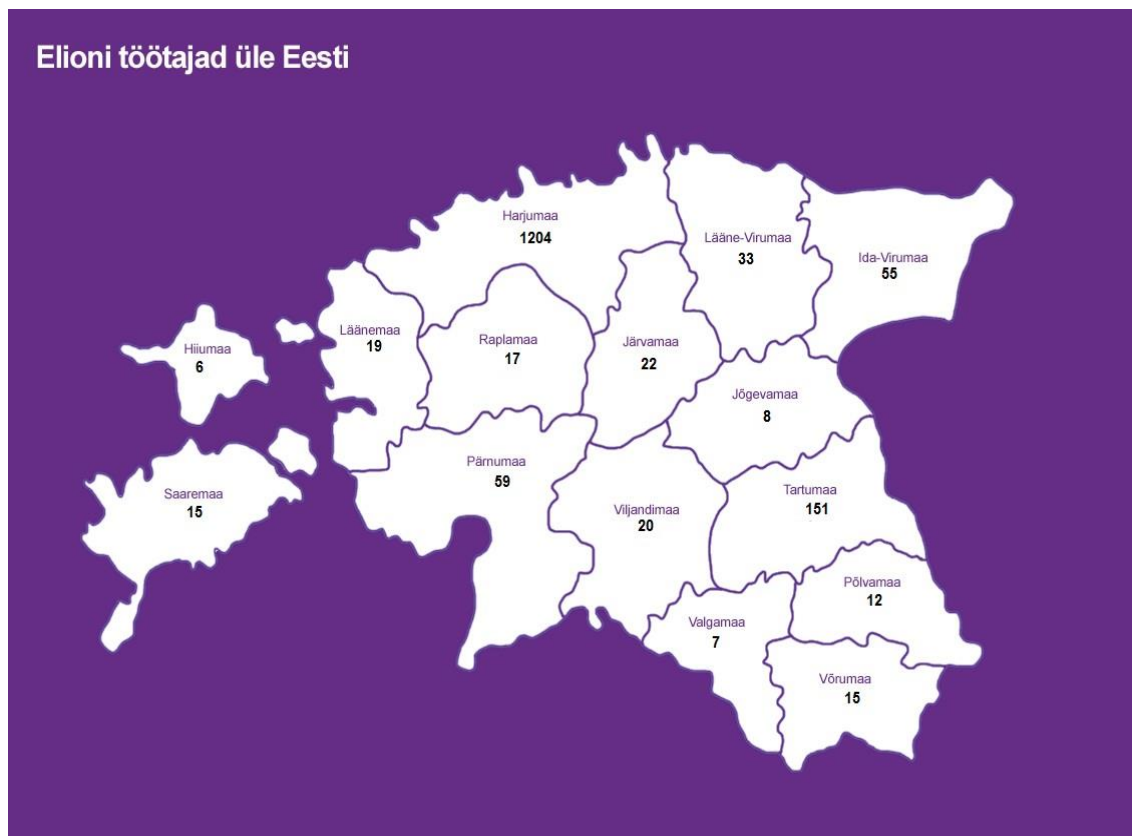 Elioni töötajad üle Eesti
Harjumaa
1204
Lääne-Virumaa
33
Ida-Virumaa
55
Läänemaa
19
Raplamaa
17
Järvamaa
22
Hiiumaa
6
Jõgevamaa
8
Pärnumaa
59
Saaremaa
15
Viljandimaa
20
Tartumaa
151
Põlvamaa
12
Valgamaa
7
Võrumaa
15